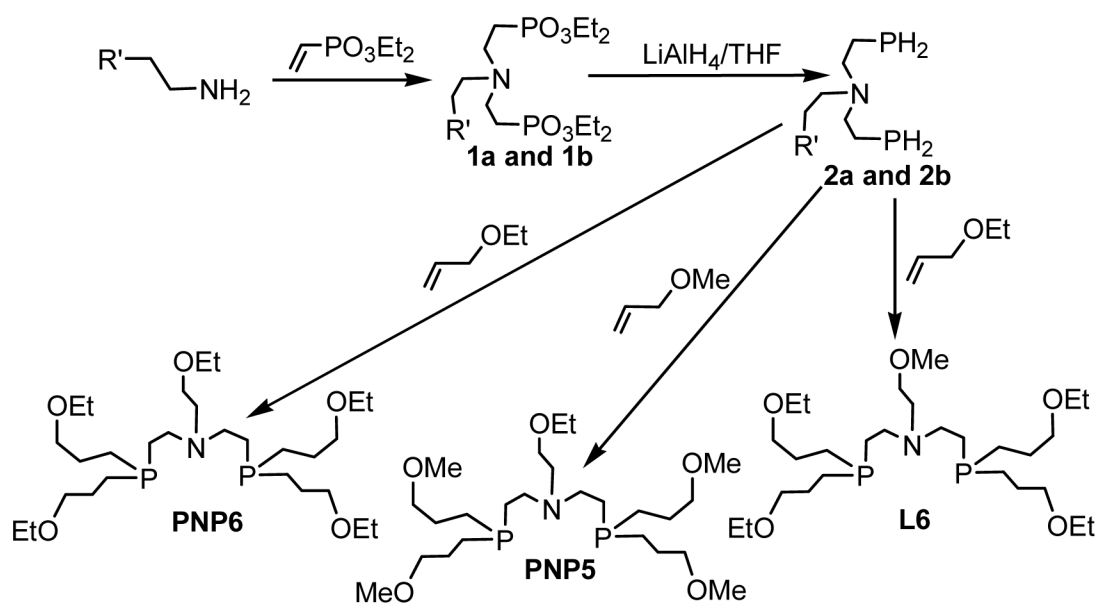 R'
NH2
PO3Et2
PO3Et2
N
R'
PO3Et2
1a and 1b
LiAlH4/THF
PH2
N
R'
PH2
2a and 2b
OEt
OMe
OEt
OEt
OEt
OEt
N
P
P
EtO
OEt
PNP6
OEt
OMe
OMe
N
P
P
MeO
OMe
PNP5
OMe
OEt
OEt
N
P
P
EtO
OEt
L6